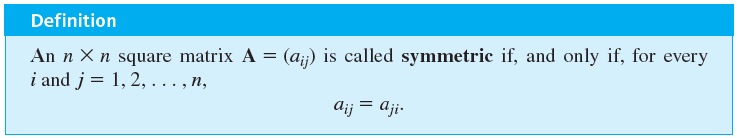 Definition
An n × n square matrix A = (aij) is called symmetric if, and only if, for every
i and j = 1, 2, . . . , n,
aij = aji.